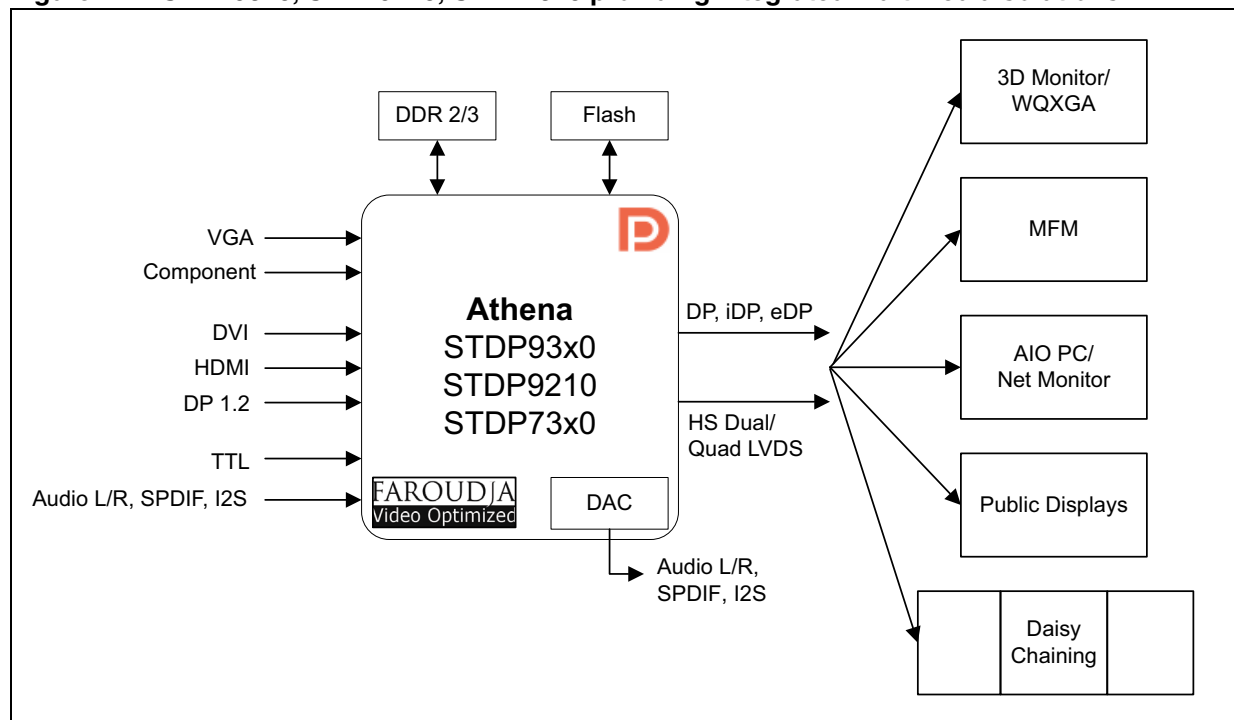 DDR 2/3
Flash
VGA
Component
DVI
HDMI
DP 1.2
TTL
Audio L/R, SPDIF, I2S
Athena
STDP93x0
STDP9210
STDP73x0
FAROUDJA
Video Optimized
DAC
Audio L/R,
SPDIF, I2S
DP, iDP, eDP
HS Dual/
Quad LVDS
3D Monitor/
WQXGA
MFM
AIO PC/
Net Monitor
Public Displays
Daisy
Chaining